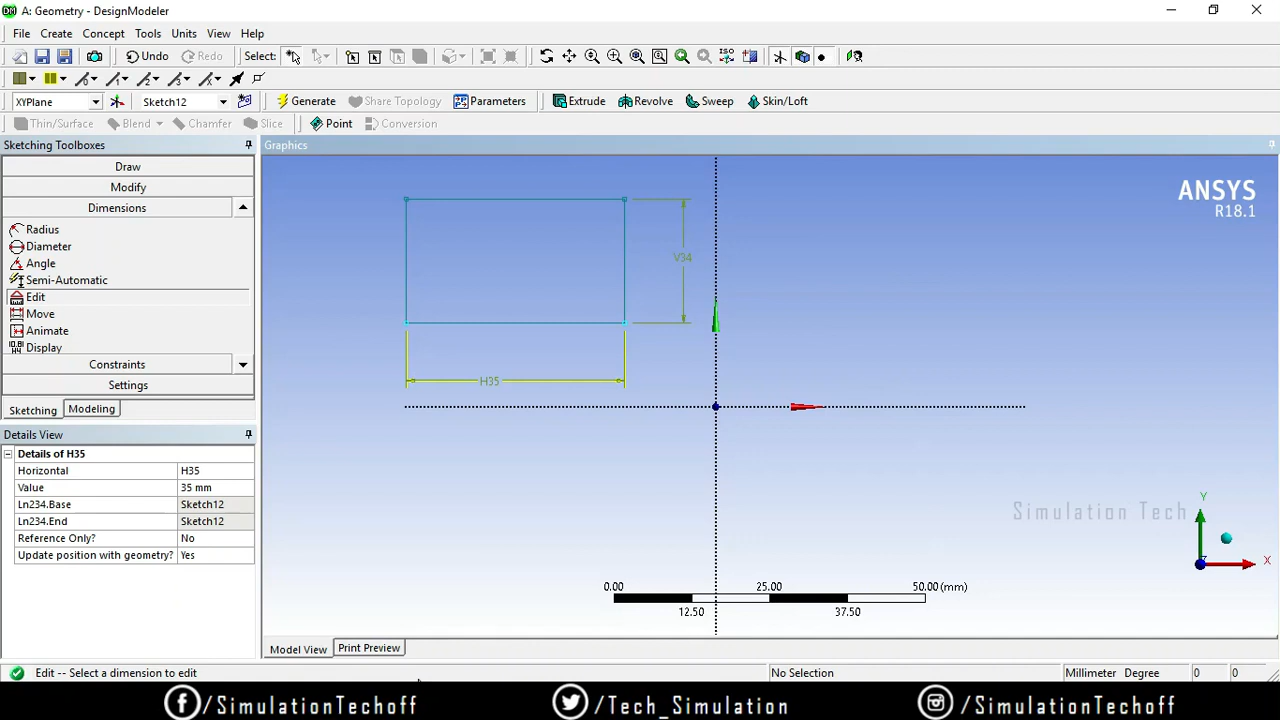 A: Geometry - DesignModeler
File Create Concept Tools Units View Help
Undo Redo Select:
XYPlane Sketch12 Generate Share Topology Parameters Extrude Revolve Sweep Skin/Loft
Thin/Surface Blend Chamfer Slice Point Conversion
Sketching Toolboxes
Draw
Modify
Dimensions
Radius
Diameter
Angle
Semi-Automatic
Edit
Move
Animate
Display
Constraints
Settings
Sketching Modeling
Details View
Details of H35
Horizontal H35
Value 35 mm
Ln234.Base Sketch12
Ln234.End Sketch12
Reference Only? No
Update position with geometry? Yes
Graphics
ANSYS
R18.1
V34
H35
Simulation Tech
Y
X
0.00 25.00 50.00 (mm)
12.50 37.50
Model View Print Preview
Edit -- Select a dimension to edit No Selection Millimeter Degree 0 0
/SimulationTechoff /Tech_Simulation /SimulationTechoff